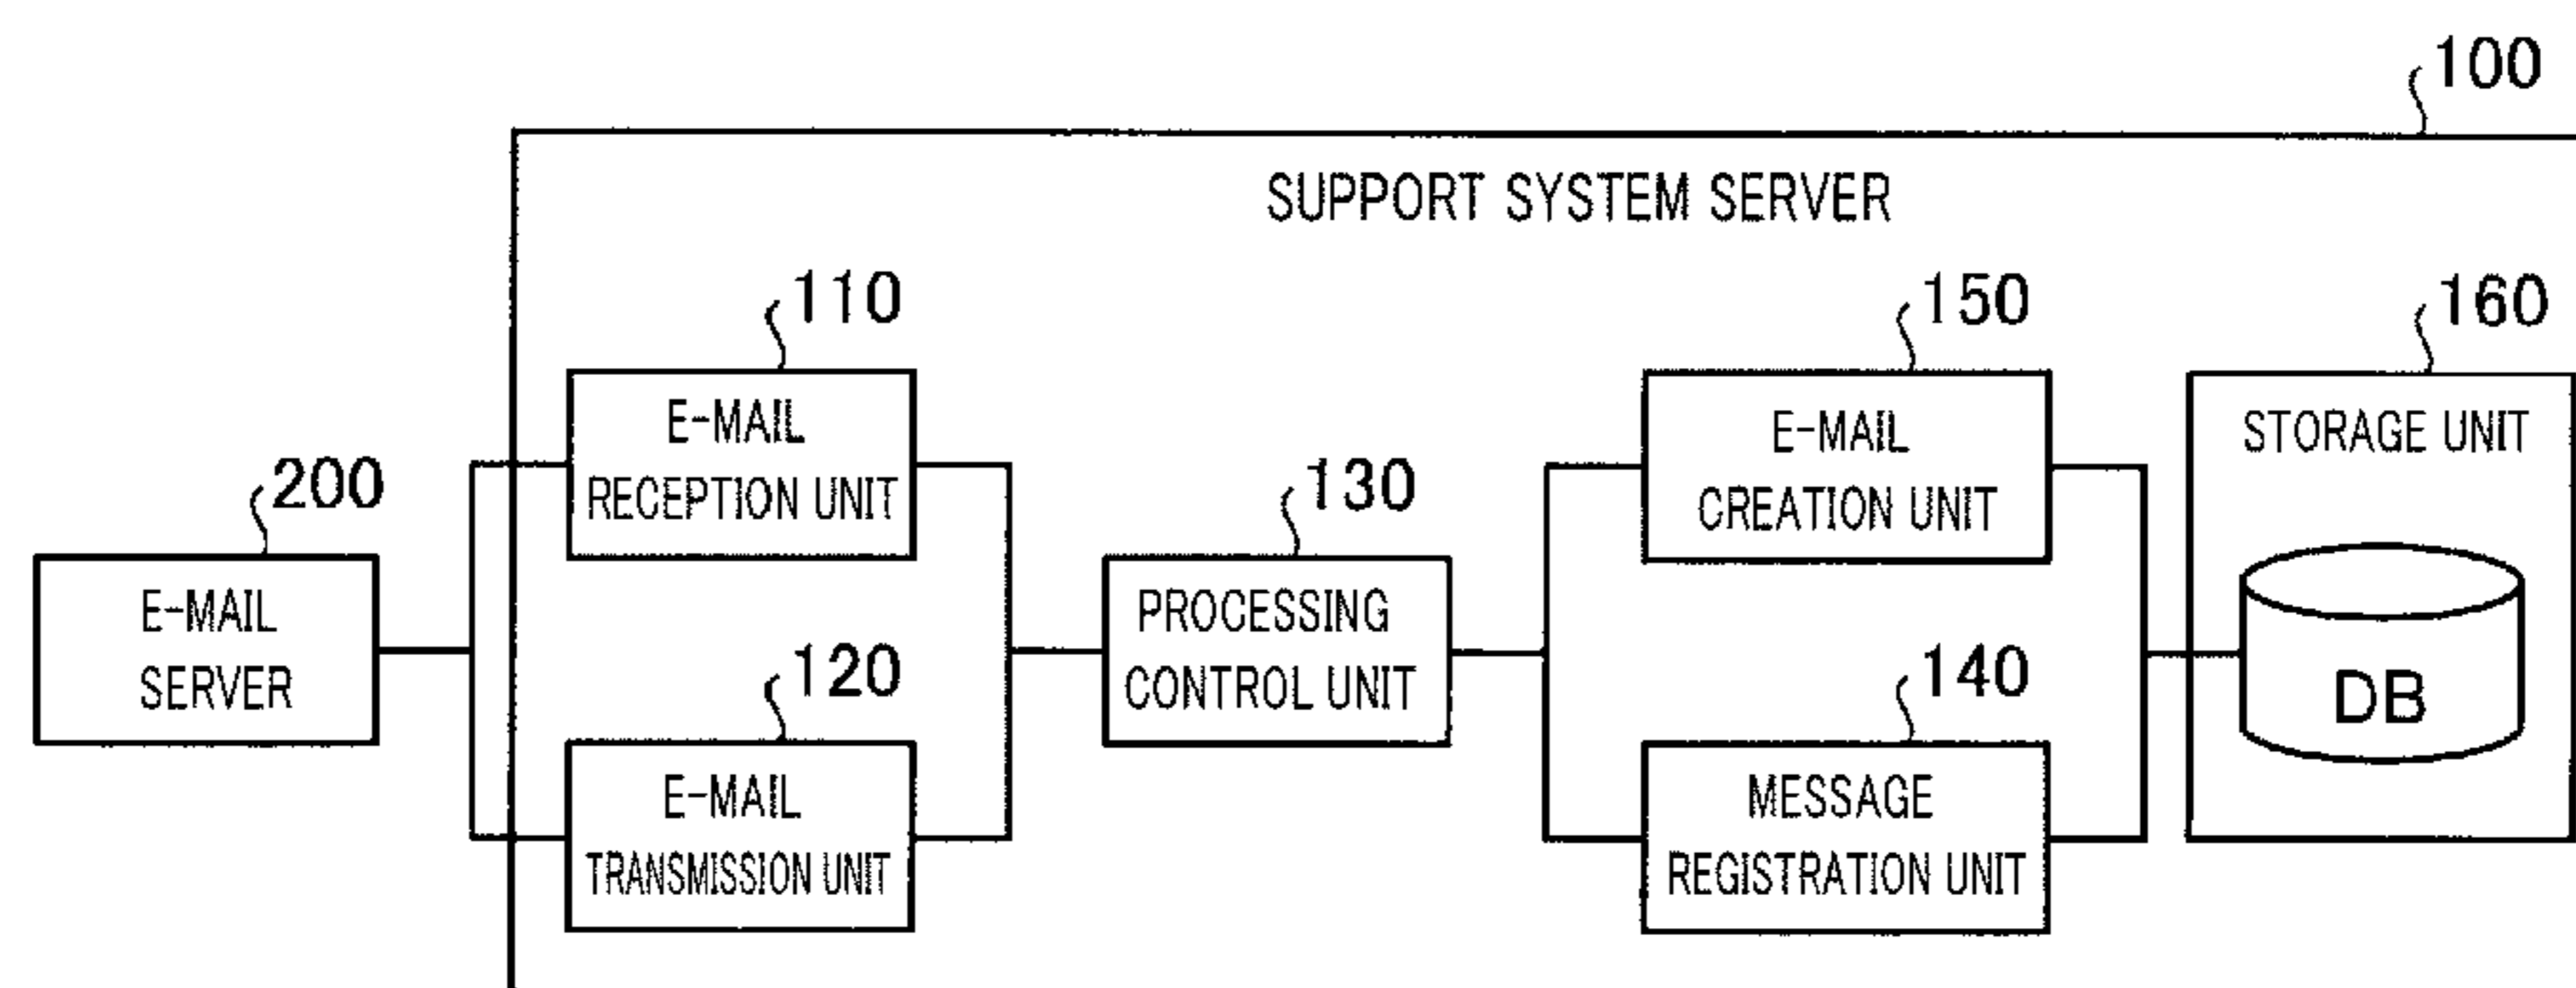 100
SUPPORT SYSTEM SERVER
110
E-MAIL
RECEPTION UNIT
150
E-MAIL
CREATION UNIT
160
STORAGE UNIT
DB
200
E-MAIL
SERVER
130
PROCESSING
CONTROL UNIT
120
E-MAIL
TRANSMISSION UNIT
140
MESSAGE
REGISTRATION UNIT